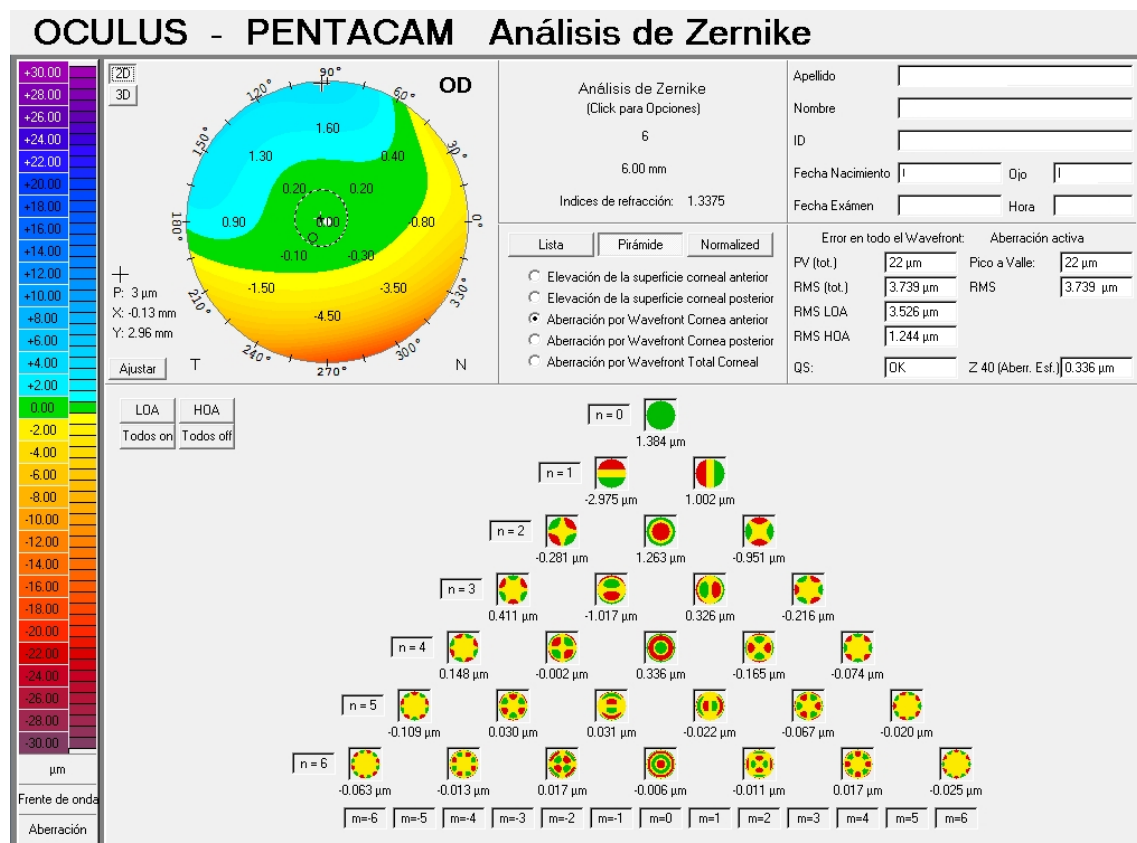 OCULUS - PENTACAM Análisis de Zernike
+30.00
+28.00
+26.00
+24.00
+22.00
+20.00
+18.00
+16.00
+14.00
+12.00
+10.00
+8.00
+6.00
+4.00
+2.00
0.00
-2.00
-4.00
-6.00
-8.00
-10.00
-12.00
-14.00
-16.00
-18.00
-20.00
-22.00
-24.00
-26.00
-28.00
-30.00
µm
Frente de onda
Aberración
2D
3D
OD
90°
120°
60°
150°
30°
180°
0°
210°
330°
240°
300°
270°
1.60
1.30
0.40
0.20
0.20
0.90
0.00
-0.80
-0.10
-0.30
-1.50
-3.50
-4.50
P: 3 µm
X: -0.13 mm
Y: 2.96 mm
Ajustar
T
N
Análisis de Zernike
(Click para Opciones)
6
6.00 mm
Indices de refracción: 1.3375
Apellido
Nombre
ID
Fecha Nacimiento
Ojo
Fecha Exámen
Hora
Lista
Pirámide
Normalized
Elevación de la superficie corneal anterior
Elevación de la superficie corneal posterior
Aberración por Wavefront Cornea anterior
Aberración por Wavefront Cornea posterior
Aberración por Wavefront Total Corneal
Error en todo el Wavefront: Aberración activa
PV (tot.) 22 µm Pico a Valle: 22 µm
RMS (tot.) 3.739 µm RMS 3.739 µm
RMS LOA 3.526 µm
RMS HOA 1.244 µm
QS: OK Z 40 (Aberr. Esf.) 0.336 µm
LOA HOA
Todos on Todos off
n = 0
1.384 µm
n = 1
-2.975 µm 1.002 µm
n = 2
-0.281 µm 1.263 µm -0.951 µm
n = 3
0.411 µm -1.017 µm 0.326 µm -0.216 µm
n = 4
0.148 µm -0.002 µm 0.336 µm -0.165 µm -0.074 µm
n = 5
-0.109 µm 0.030 µm 0.031 µm -0.022 µm -0.067 µm -0.020 µm
n = 6
-0.063 µm -0.013 µm 0.017 µm -0.006 µm -0.011 µm 0.017 µm -0.025 µm
m=-6 m=-5 m=-4 m=-3 m=-2 m=-1 m=0 m=1 m=2 m=3 m=4 m=5 m=6